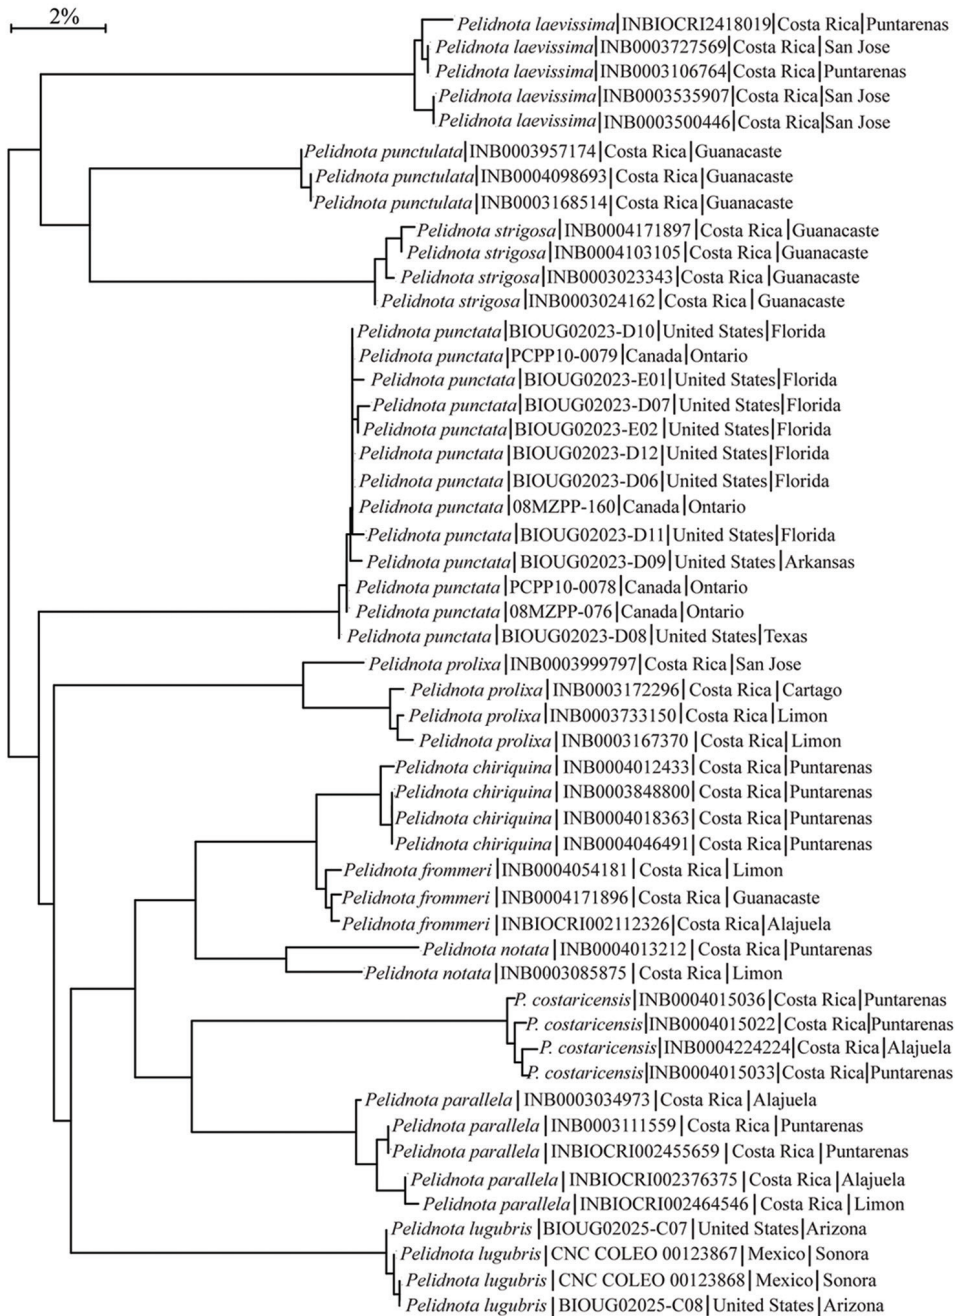 2%
Pelidnota laevissima|INBIOCRI2418019|Costa Rica|Puntarenas
Pelidnota laevissima|INB0003727569|Costa Rica|San Jose
Pelidnota laevissima|INB0003106764|Costa Rica|Puntarenas
Pelidnota laevissima|INB0003535907|Costa Rica|San Jose
Pelidnota laevissima|INB0003500446|Costa Rica|San Jose
Pelidnota punctulata|INB0003957174|Costa Rica|Guanacaste
Pelidnota punctulata|INB0004098693|Costa Rica|Guanacaste
Pelidnota punctulata|INB0003168514|Costa Rica|Guanacaste
Pelidnota strigosa|INB0004171897|Costa Rica|Guanacaste
Pelidnota strigosa|INB0004103105|Costa Rica|Guanacaste
Pelidnota strigosa|INB0003023343|Costa Rica|Guanacaste
Pelidnota strigosa|INB0003024162|Costa Rica|Guanacaste
Pelidnota punctata|BIOUG02023-D10|United States|Florida
Pelidnota punctata|PCPP10-0079|Canada|Ontario
Pelidnota punctata|BIOUG02023-E01|United States|Florida
Pelidnota punctata|BIOUG02023-D07|United States|Florida
Pelidnota punctata|BIOUG02023-E02|United States|Florida
Pelidnota punctata|BIOUG02023-D12|United States|Florida
Pelidnota punctata|BIOUG02023-D06|United States|Florida
Pelidnota punctata|08MZPP-160|Canada|Ontario
Pelidnota punctata|BIOUG02023-D11|United States|Florida
Pelidnota punctata|BIOUG02023-D09|United States|Arkansas
Pelidnota punctata|PCPP10-0078|Canada|Ontario
Pelidnota punctata|08MZPP-076|Canada|Ontario
Pelidnota punctata|BIOUG02023-D08|United States|Texas
Pelidnota prolixa|INB0003999797|Costa Rica|San Jose
Pelidnota prolixa|INB0003172296|Costa Rica|Cartago
Pelidnota prolixa|INB0003733150|Costa Rica|Limon
Pelidnota prolixa|INB0003167370|Costa Rica|Limon
Pelidnota chiriquina|INB0004012433|Costa Rica|Puntarenas
Pelidnota chiriquina|INB0003848800|Costa Rica|Puntarenas
Pelidnota chiriquina|INB0004018363|Costa Rica|Puntarenas
Pelidnota chiriquina|INB0004046491|Costa Rica|Puntarenas
Pelidnota frommeri|INB0004054181|Costa Rica|Limon
Pelidnota frommeri|INB0004171896|Costa Rica|Guanacaste
Pelidnota frommeri|INBIOCRI002112326|Costa Rica|Alajuela
Pelidnota notata|INB0004013212|Costa Rica|Puntarenas
Pelidnota notata|INB0003085875|Costa Rica|Limon
P. costaricensis|INB0004015036|Costa Rica|Puntarenas
P. costaricensis|INB0004015022|Costa Rica|Puntarenas
P. costaricensis|INB0004224224|Costa Rica|Alajuela
P. costaricensis|INB0004015033|Costa Rica|Puntarenas
Pelidnota parallela|INB0003034973|Costa Rica|Alajuela
Pelidnota parallela|INB0003111559|Costa Rica|Puntarenas
Pelidnota parallela|INBIOCRI002455659|Costa Rica|Puntarenas
Pelidnota parallela|INBIOCRI002376375|Costa Rica|Alajuela
Pelidnota parallela|INBIOCRI002464546|Costa Rica|Limon
Pelidnota lugubris|BIOUG02025-C07|United States|Arizona
Pelidnota lugubris|CNC COLEO 00123867|Mexico|Sonora
Pelidnota lugubris|CNC COLEO 00123868|Mexico|Sonora
Pelidnota lugubris|BIOUG02025-C08|United States|Arizona